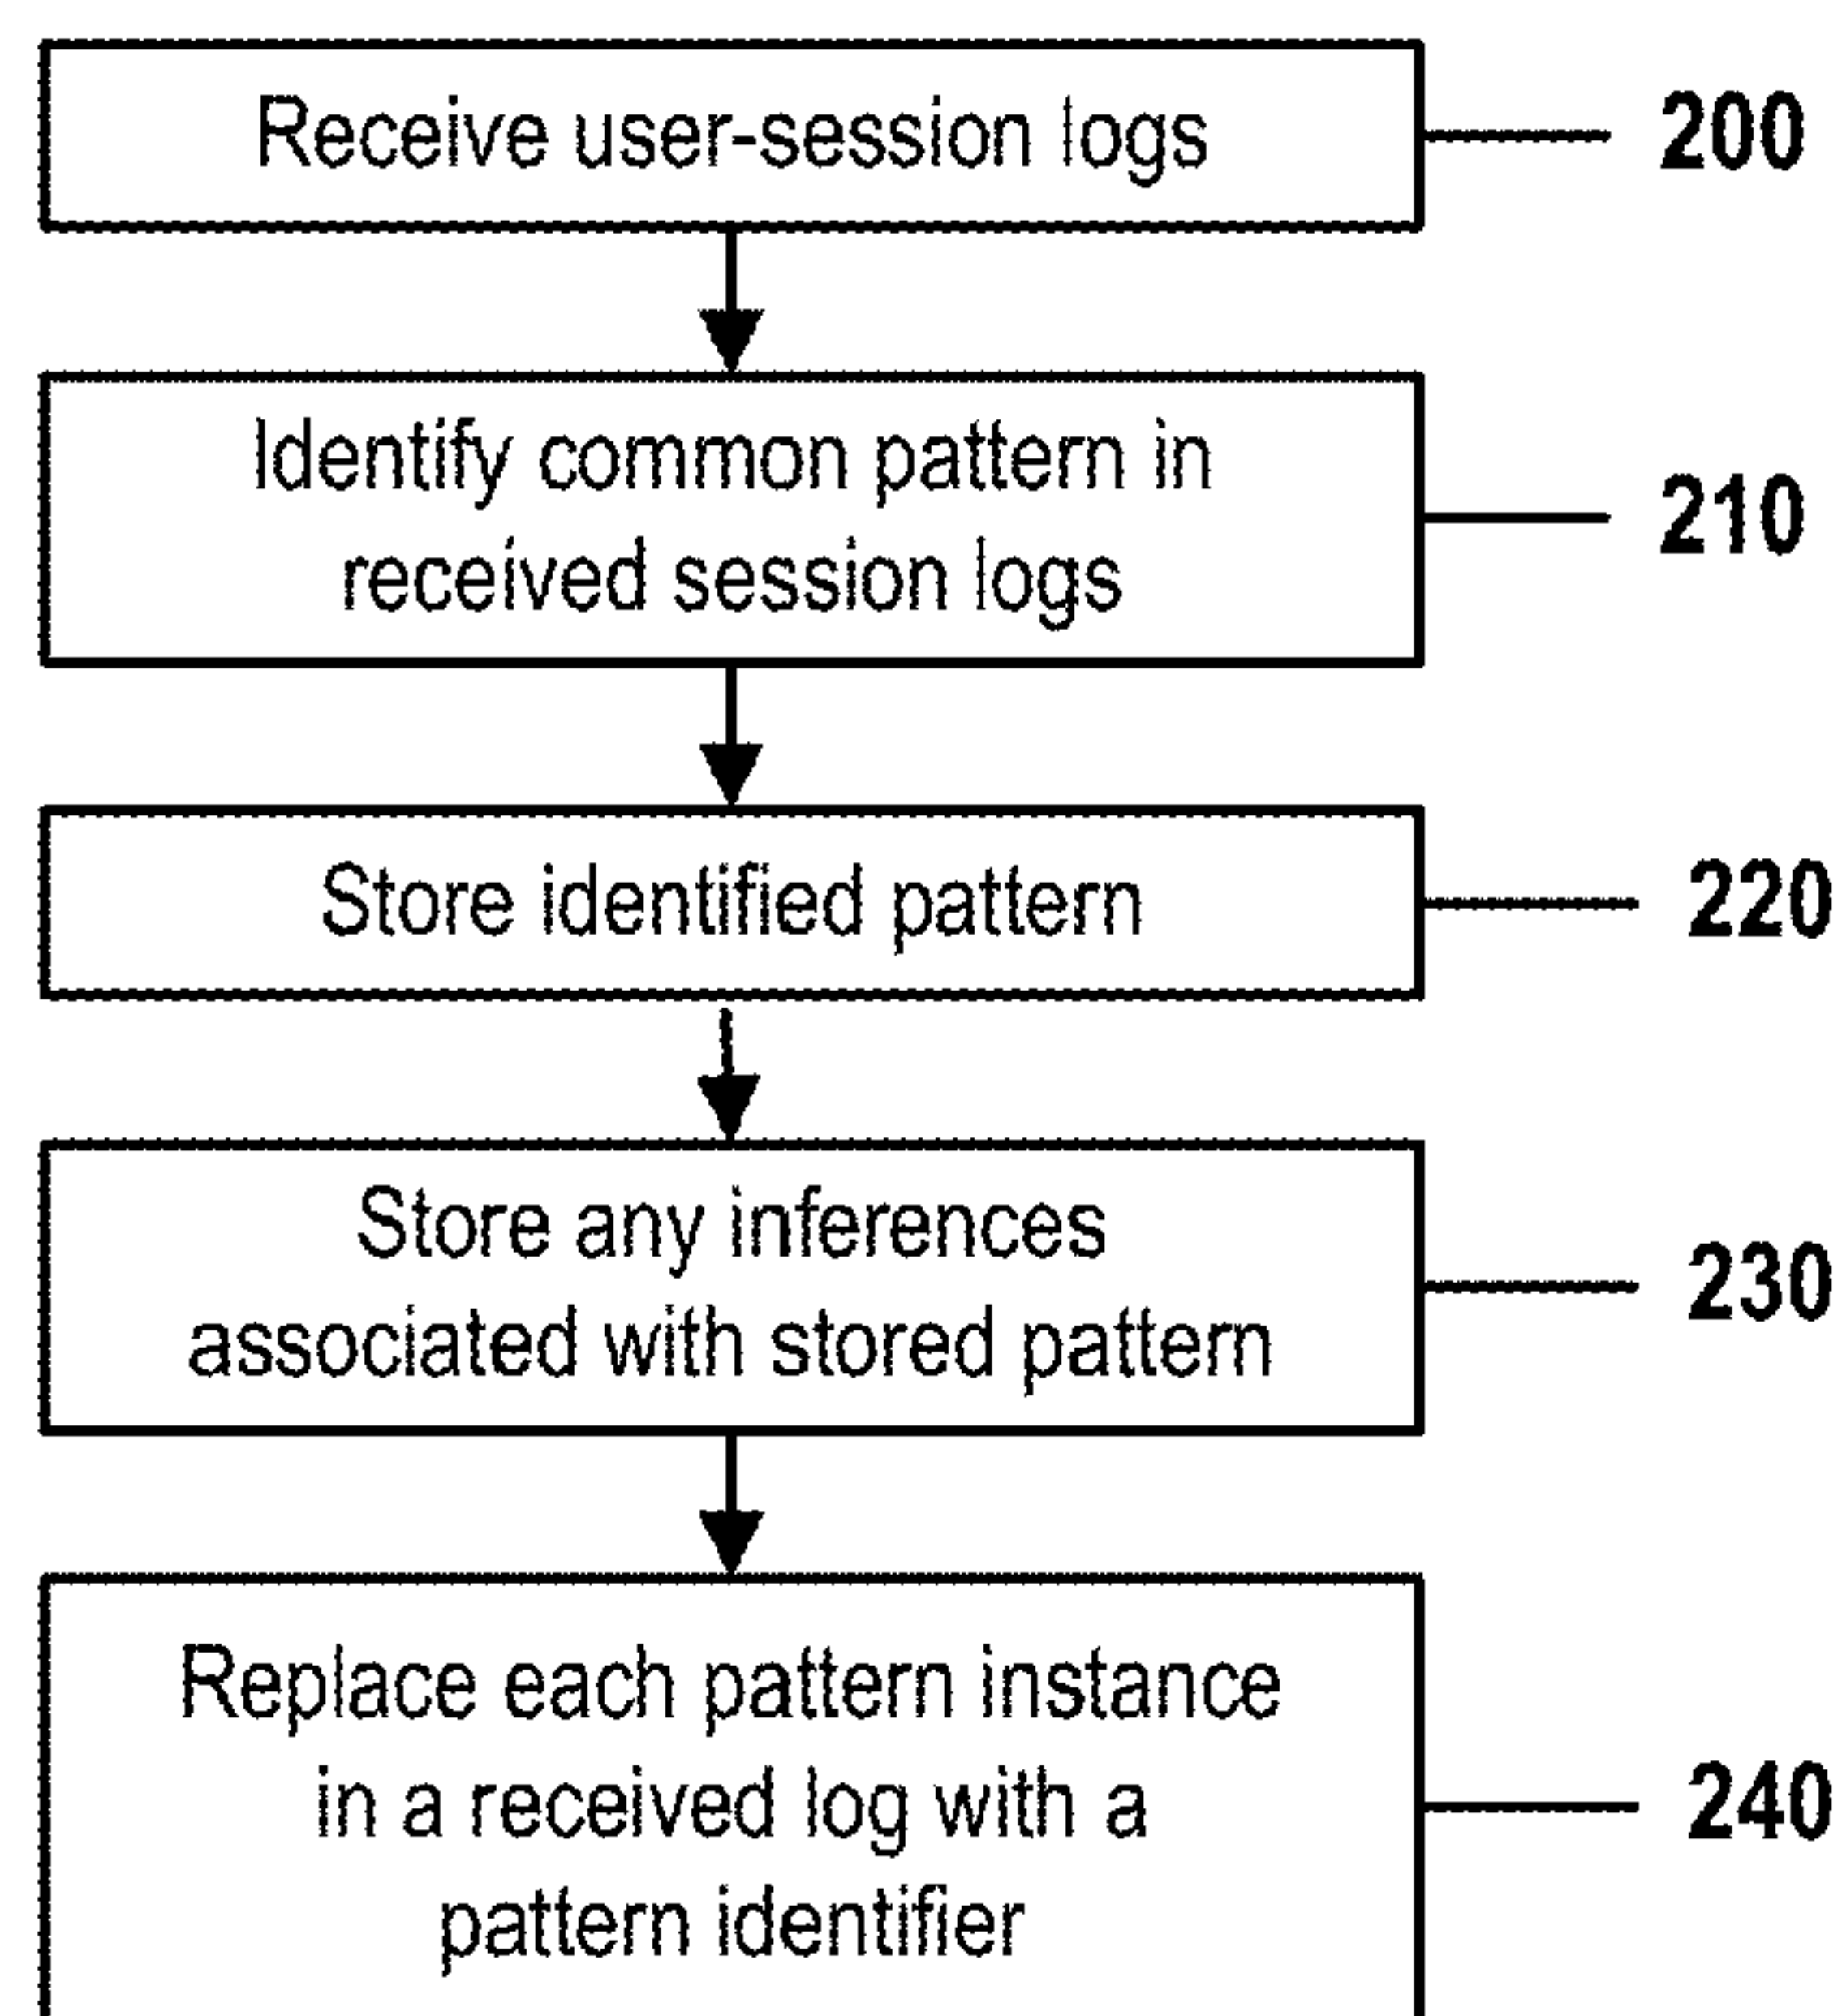 Receive user-session logs
200
Identify common pattern in
received session logs
210
Store identified pattern
220
Store any inferences
associated with stored pattern
230
Replace each pattern instance
in a received log with a
pattern identifier
240